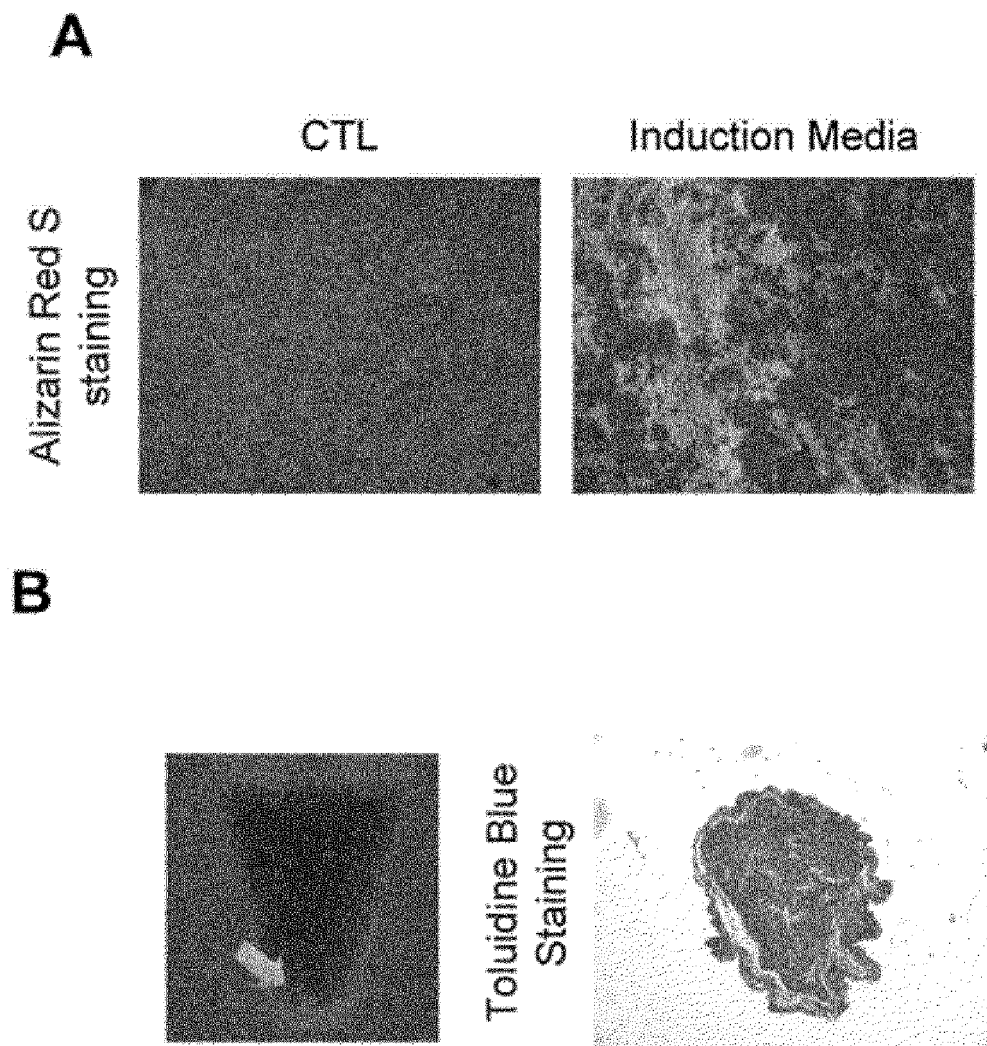 A
CTL
Induction Media
Alizarin Red S
staining
B
Toluidine Blue
Staining